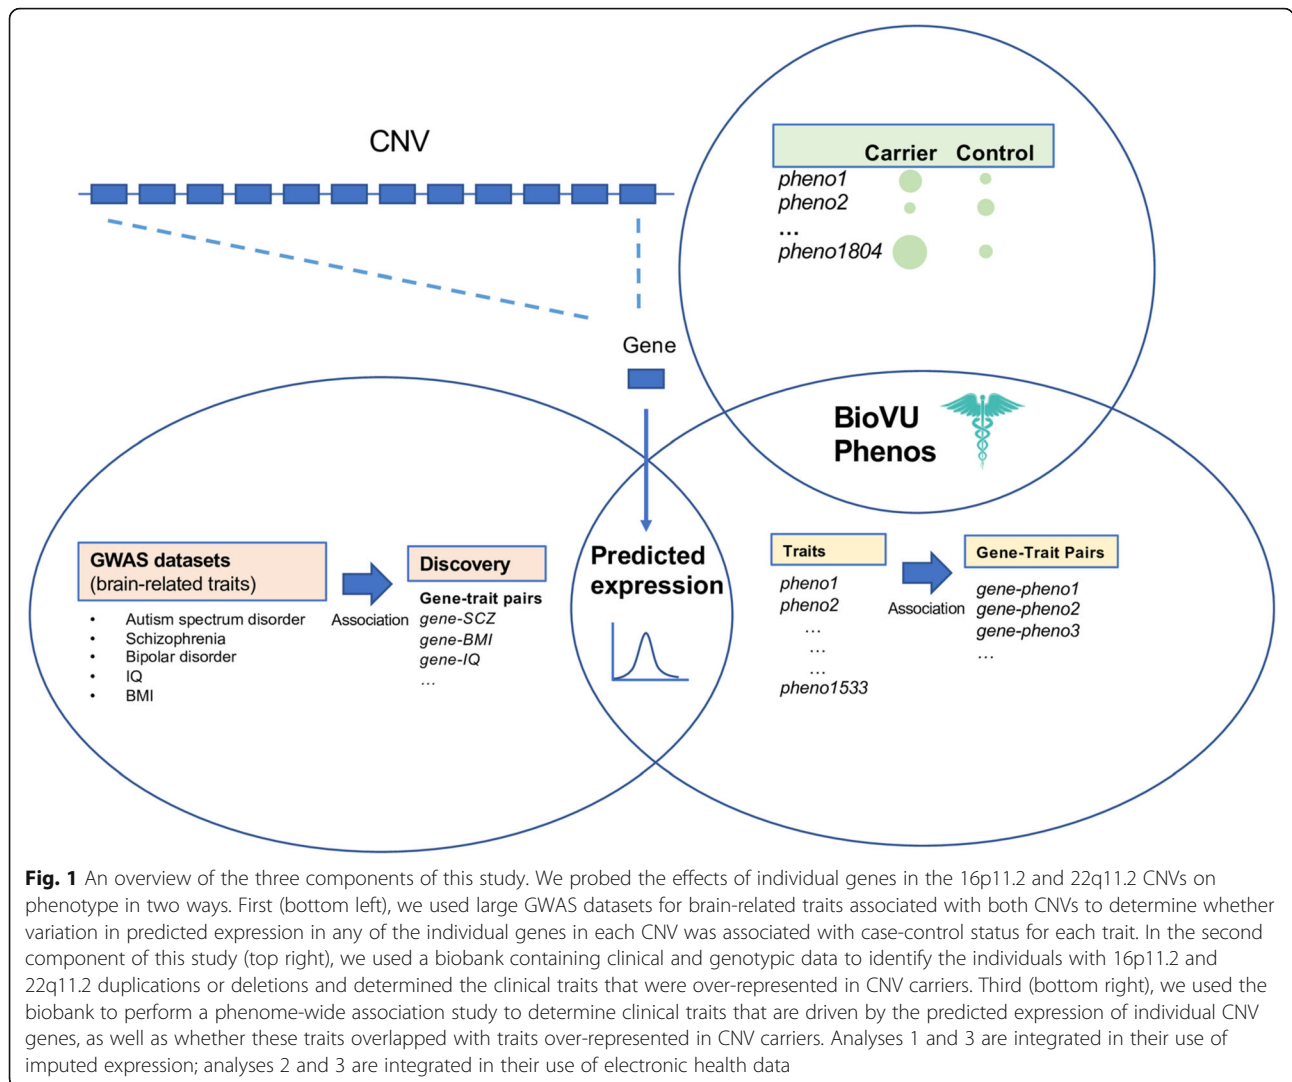 CNV
Carrier Control
pheno1
pheno2
...
pheno1804
Gene
BioVU
Phenos
GWAS datasets
(brain-related traits)
• Autism spectrum disorder
• Schizophrenia
• Bipolar disorder
• IQ
• BMI
Association
Discovery
Gene-trait pairs
gene-SCZ
gene-BMI
gene-IQ
...
Predicted
expression
Traits
pheno1
pheno2
...
...
...
pheno1533
Association
Gene-Trait Pairs
gene-pheno1
gene-pheno2
gene-pheno3
...
Fig. 1 An overview of the three components of this study. We probed the effects of individual genes in the 16p11.2 and 22q11.2 CNVs on
phenotype in two ways. First (bottom left), we used large GWAS datasets for brain-related traits associated with both CNVs to determine whether
variation in predicted expression in any of the individual genes in each CNV was associated with case-control status for each trait. In the second
component of this study (top right), we used a biobank containing clinical and genotypic data to identify the individuals with 16p11.2 and
22q11.2 duplications or deletions and determined the clinical traits that were over-represented in CNV carriers. Third (bottom right), we used the
biobank to perform a phenome-wide association study to determine clinical traits that are driven by the predicted expression of individual CNV
genes, as well as whether these traits overlapped with traits over-represented in CNV carriers. Analyses 1 and 3 are integrated in their use of
imputed expression; analyses 2 and 3 are integrated in their use of electronic health data